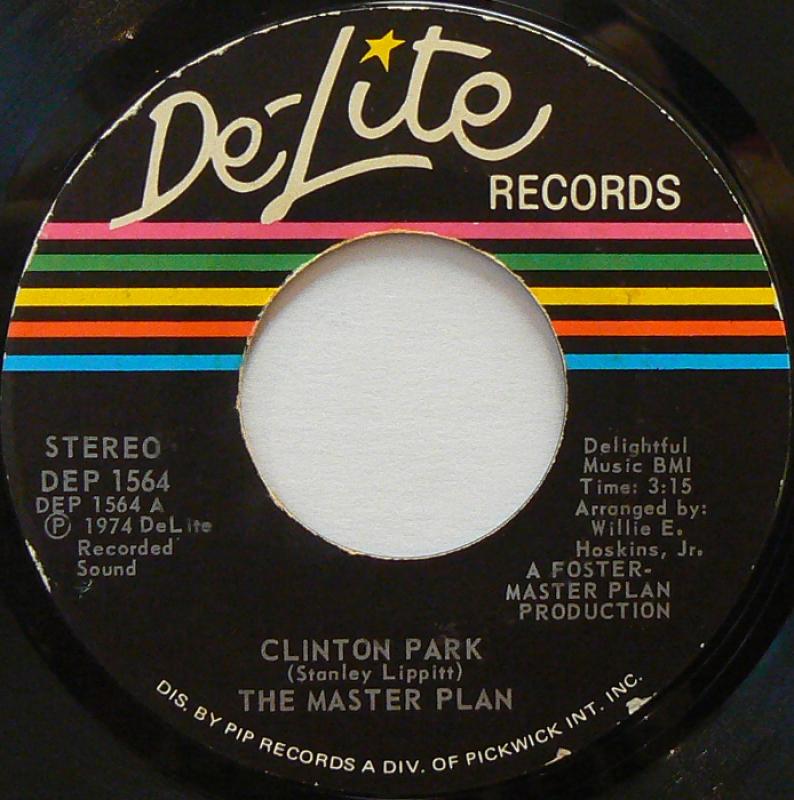 De-Lite
RECORDS
STEREO
DEP 1564
DEP 1564 A
Ⓟ 1974 DeLite
Recorded
Sound
Delightful
Music BMI
Time: 3:15
Arranged by:
Willie E.
Hoskins, Jr.
A FOSTER-
MASTER PLAN
PRODUCTION
CLINTON PARK
(Stanley Lippitt)
THE MASTER PLAN
DIS. BY PIP RECORDS A DIV. OF PICKWICK INT. INC.